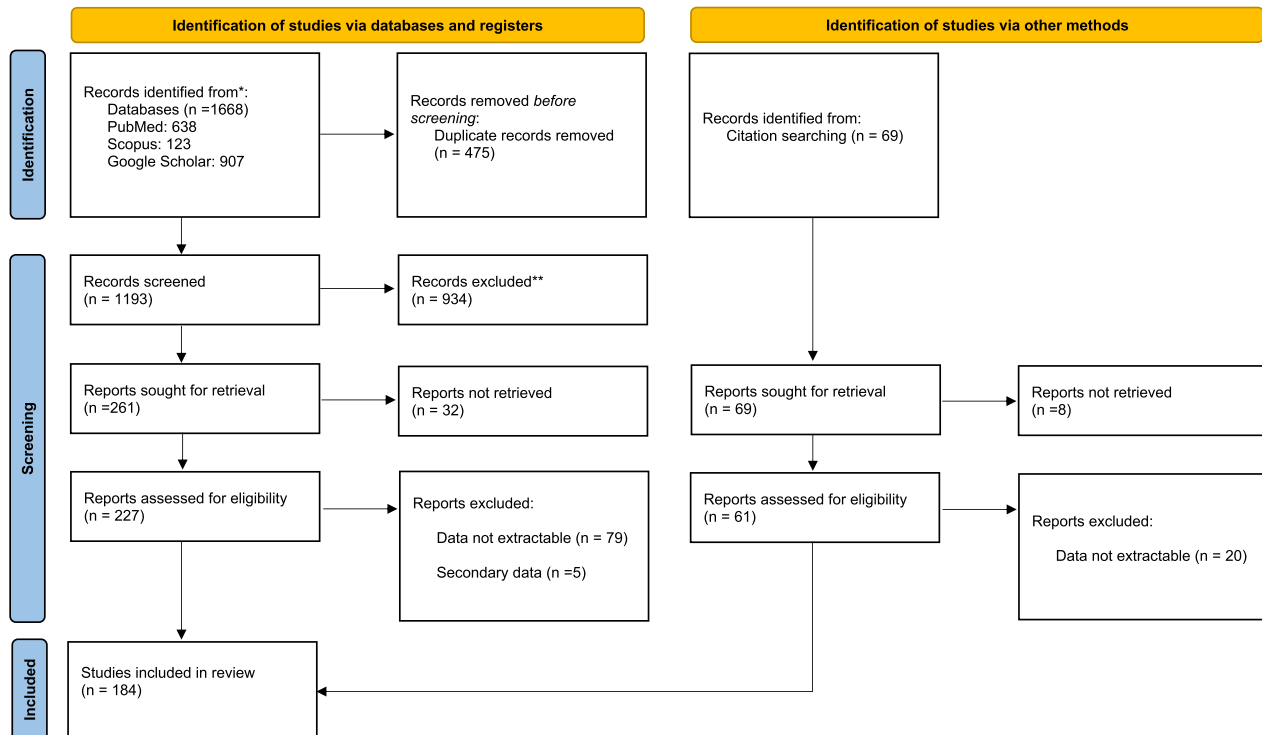 Identification of studies via databases and registers
Identification of studies via other methods
Identification
Records identified from*:
Databases (n =1668)
PubMed: 638
Scopus: 123
Google Scholar: 907
Records removed before
screening:
Duplicate records removed
(n = 475)
Records identified from:
Citation searching (n = 69)
Screening
Records screened
(n = 1193)
Records excluded**
(n = 934)
Reports sought for retrieval
(n =261)
Reports not retrieved
(n = 32)
Reports sought for retrieval
(n = 69)
Reports not retrieved
(n =8)
Reports assessed for eligibility
(n = 227)
Reports excluded:
Data not extractable (n = 79)
Secondary data (n =5)
Reports assessed for eligibility
(n = 61)
Reports excluded:
Data not extractable (n = 20)
Included
Studies included in review
(n = 184)